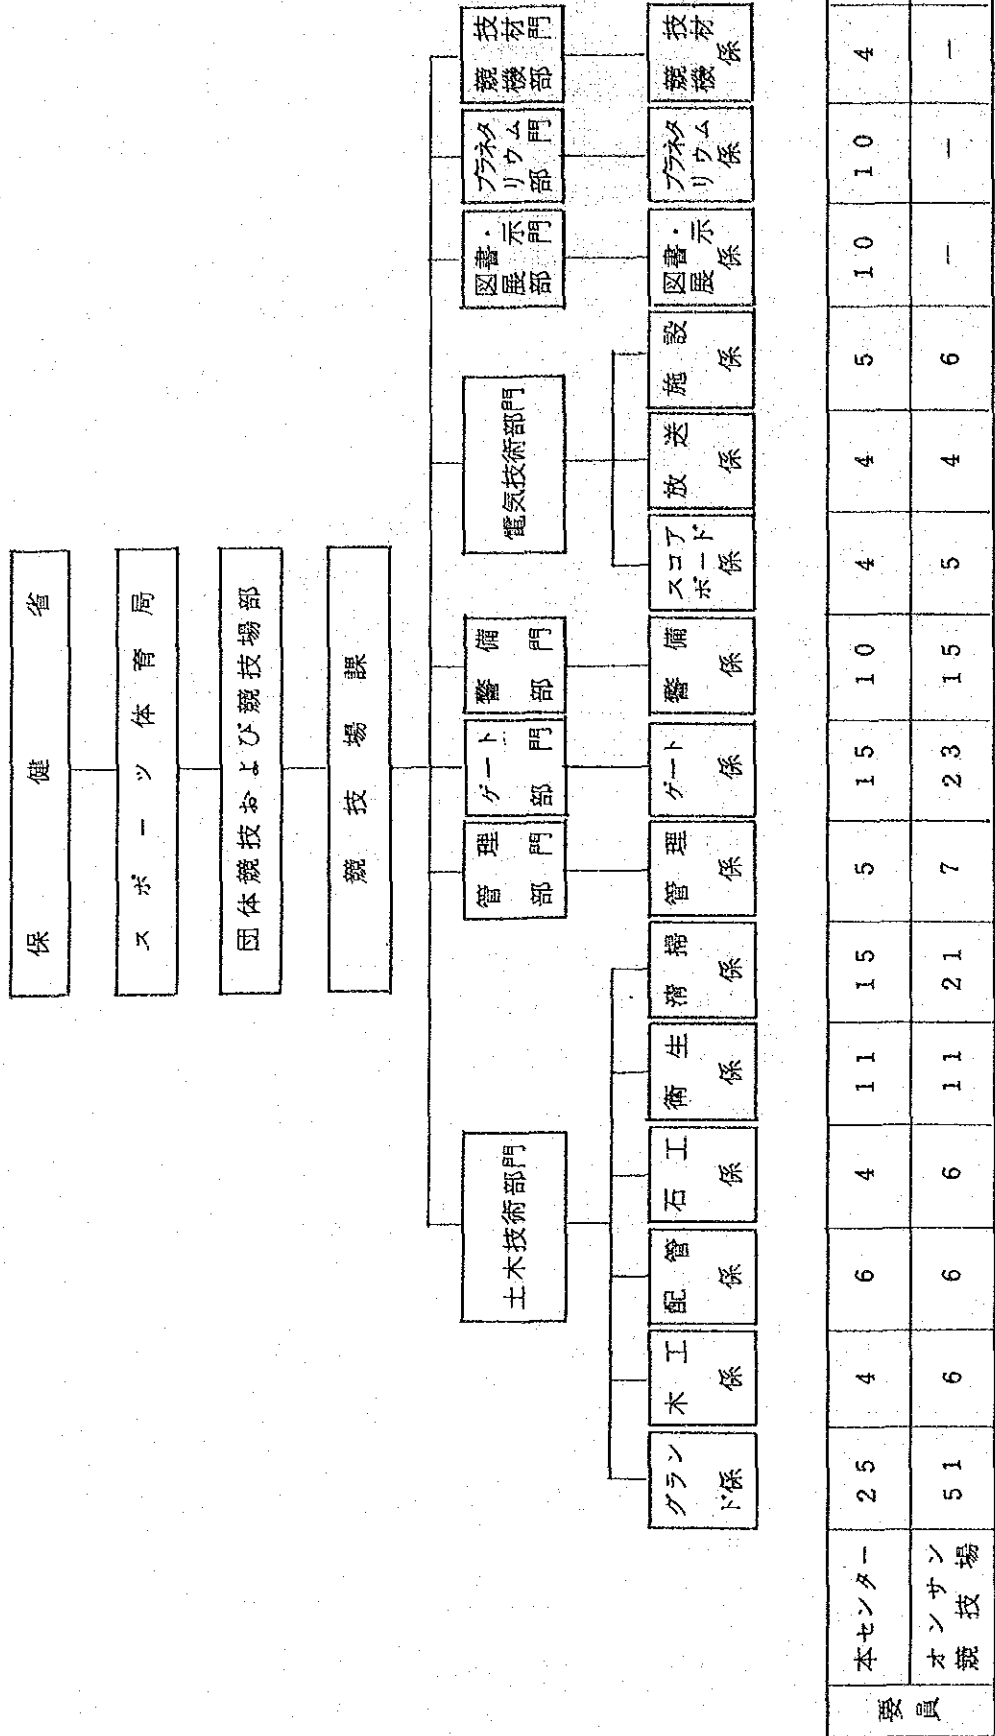 保健省
スポーツ体育局
団体競技および競技場部
競技場課
土木技術部門
管理部門
ゲート部門
警備部門
電気技術部門
図書・展示部門
プラネタリウム部門
競技機材部門
グランド係
木工係
配管係
石工係
衛生係
清掃係
管理係
ゲート係
警備係
スコアボード係
放送係
施設係
図書・展示係
プラネタリウム係
競技機材係
要員
本センター 25 4 6 4 11 15 5 15 10 4 4 5 10 10 4
オンサン競技場 51 6 6 6 11 21 7 23 15 5 4 6 － － －